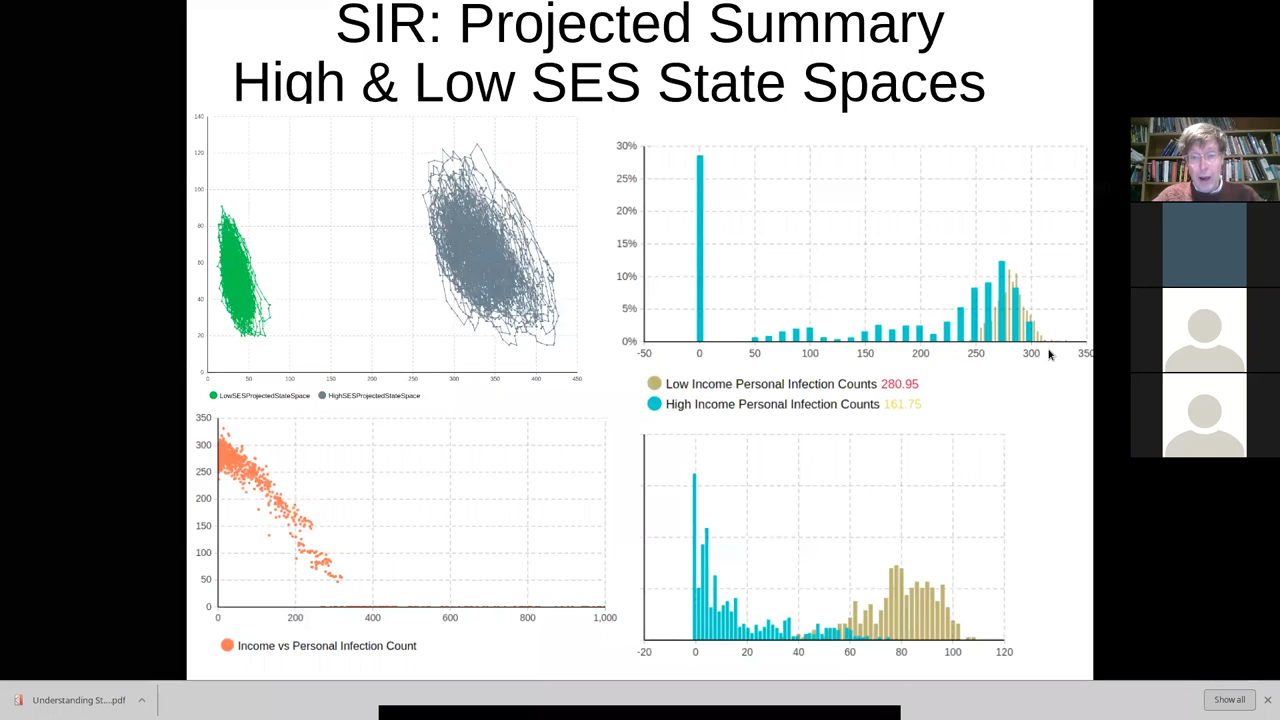 SIR: Projected Summary
High & Low SES State Spaces
140
120
100
80
60
40
20
0
0 50 100 150 200 250 300 350 400 450
LowSESProjectedStateSpace HighSESProjectedStateSpace
30%
25%
20%
15%
10%
5%
0%
-50 0 50 100 150 200 250 300 350
Low Income Personal Infection Counts 280.95
High Income Personal Infection Counts 161.75
350
300
250
200
150
100
50
0
0 200 400 600 800 1,000
Income vs Personal Infection Count
-20 0 20 40 60 80 100 120
Understanding St....pdf
Show all